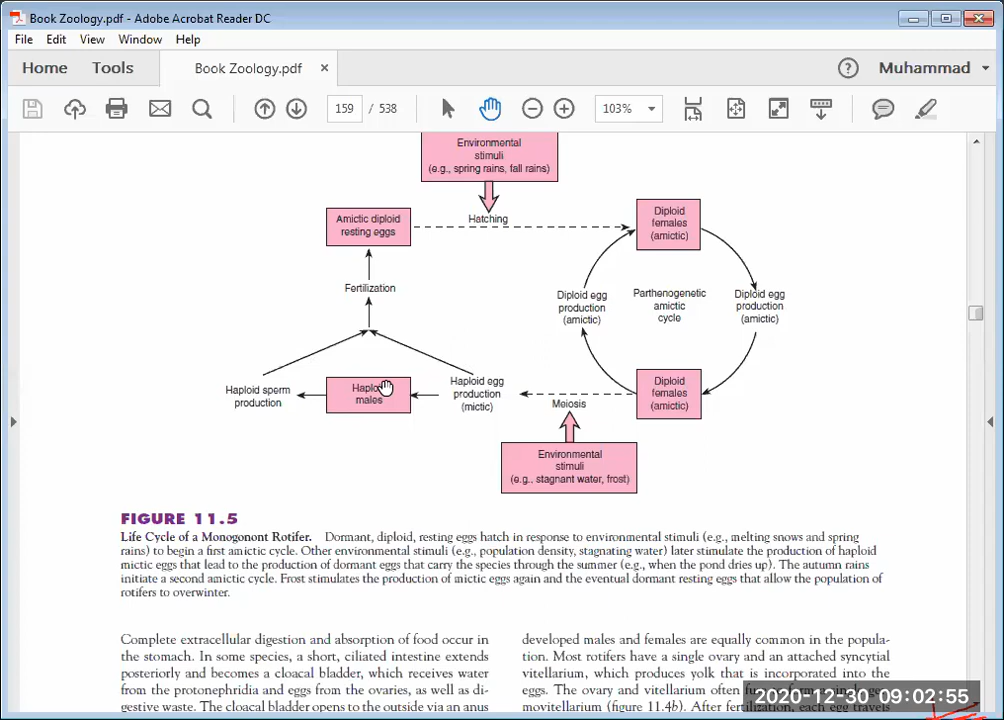 Book Zoology.pdf - Adobe Acrobat Reader DC
File Edit View Window Help
Home Tools Book Zoology.pdf × ? Muhammad
159 / 538 103%
Environmental
stimuli
(e.g., spring rains, fall rains)
Amictic diploid
resting eggs
Hatching
Diploid
females
(amictic)
Fertilization
Diploid egg
production
(amictic)
Parthenogenetic
amictic
cycle
Diploid egg
production
(amictic)
Haploid sperm
production
males
Haploid egg
production
(mictic)
Meiosis
Diploid
females
(amictic)
Environmental
stimuli
(e.g., stagnant water, frost)
FIGURE 11.5
Life Cycle of a Monogonont Rotifer. Dormant, diploid, resting eggs hatch in response to environmental stimuli (e.g., melting snows and spring
rains) to begin a first amictic cycle. Other environmental stimuli (e.g., population density, stagnating water) later stimulate the production of haploid
mictic eggs that lead to the production of dormant eggs that carry the species through the summer (e.g., when the pond dries up). The autumn rains
initiate a second amictic cycle. Frost stimulates the production of mictic eggs again and the eventual dormant resting eggs that allow the population of
rotifers to overwinter.
Complete extracellular digestion and absorption of food occur in
the stomach. In some species, a short, ciliated intestine extends
posteriorly and becomes a cloacal bladder, which receives water
from the protonephridia and eggs from the ovaries, as well as di-
gestive waste. The cloacal bladder opens to the outside via an anus
developed males and females are equally common in the popula-
tion. Most rotifers have a single ovary and an attached syncytial
vitellarium, which produces yolk that is incorporated into the
eggs. The ovary and vitellarium often
movitellarium (figure 11.4b). After fertilization, each egg travels
2020-12-30 09:02:55